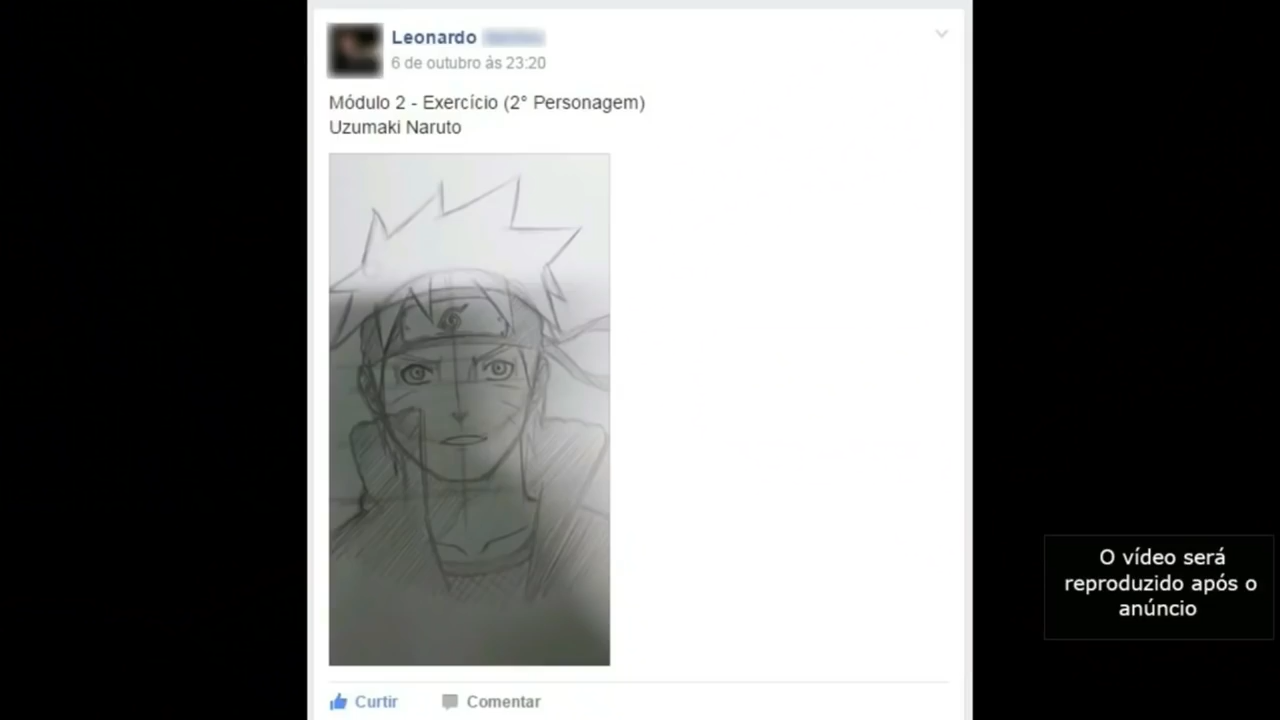 Leonardo
6 de outubro às 23:20
Módulo 2 - Exercício (2° Personagem)
Uzumaki Naruto
Curtir
Comentar
O vídeo será
reproduzido após o
anúncio